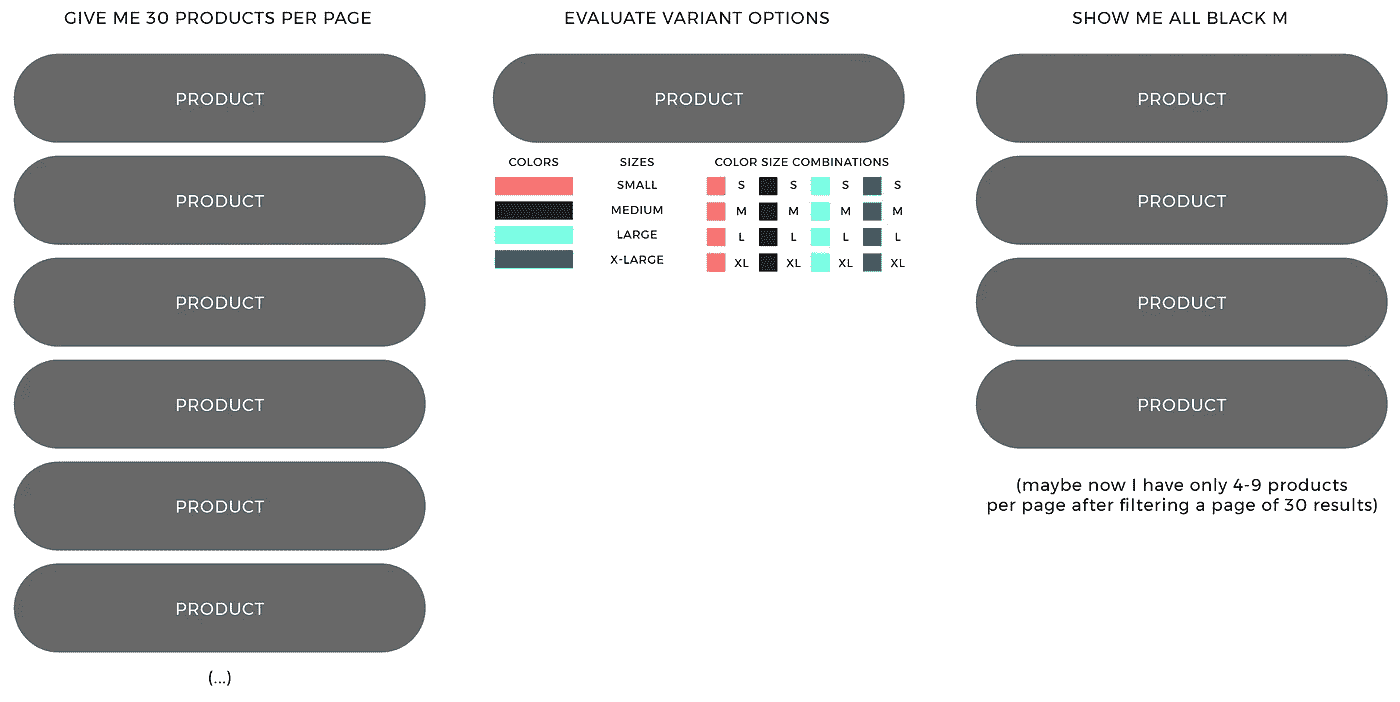 GIVE ME 30 PRODUCTS PER PAGE
PRODUCT
PRODUCT
PRODUCT
PRODUCT
PRODUCT
PRODUCT
(...)
EVALUATE VARIANT OPTIONS
PRODUCT
COLORS
SIZES
SMALL
MEDIUM
LARGE
X-LARGE
COLOR SIZE COMBINATIONS
S S S S
M M M M
L L L L
XL XL XL XL
SHOW ME ALL BLACK M
PRODUCT
PRODUCT
PRODUCT
PRODUCT
(maybe now I have only 4-9 products
per page after filtering a page of 30 results)